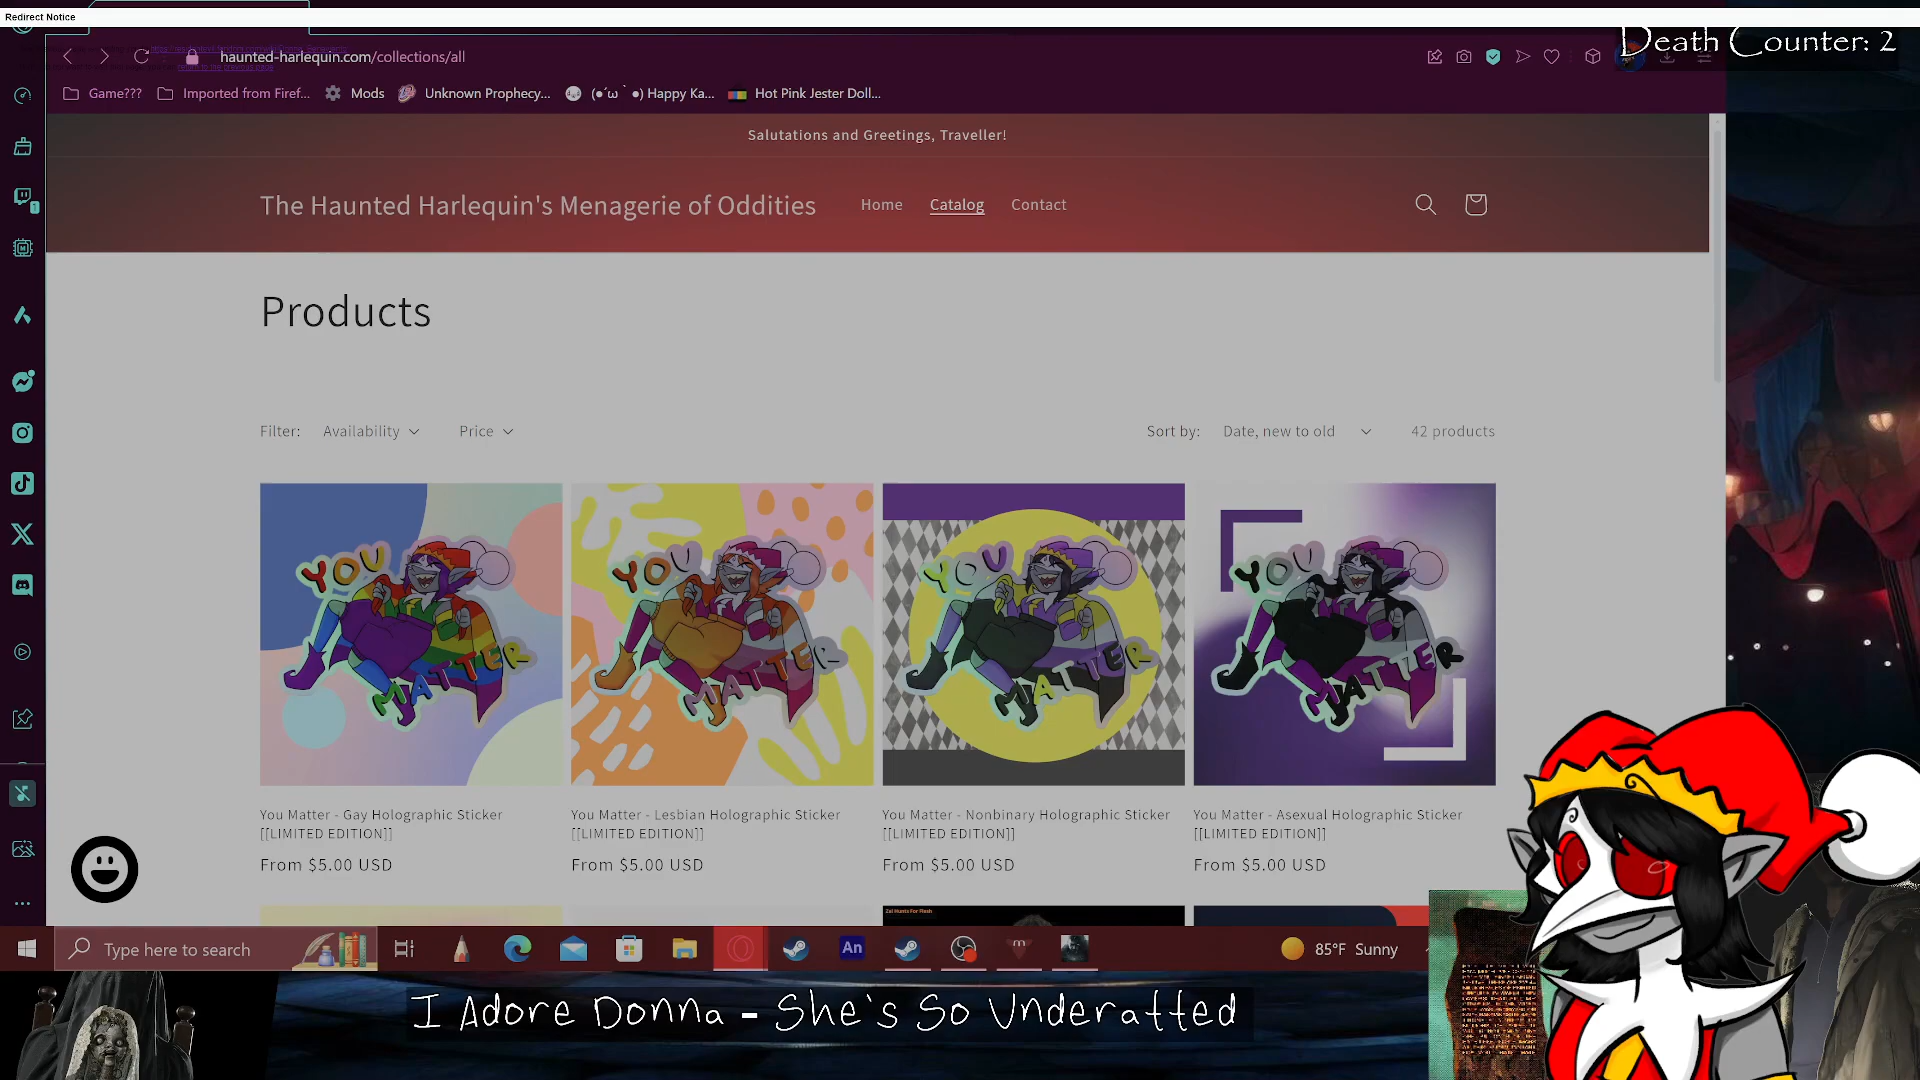 Redirect Notice
Death Counter: 2
haunted-harlequin.com/collections/all
Game???
Imported from Firef...
Mods
Unknown Prophecy...
(●´ω`●) Happy Ka...
Hot Pink Jester Doll...
Salutations and Greetings, Traveller!
The Haunted Harlequin's Menagerie of Oddities
Home
Catalog
Contact
Products
Filter:
Availability
Price
Sort by:
Date, new to old
42 products
YOU MATTER
YOU MATTER
YOU MATTER
YOU MATTER
You Matter - Gay Holographic Sticker
[[LIMITED EDITION]]
From $5.00 USD
You Matter - Lesbian Holographic Sticker
[[LIMITED EDITION]]
From $5.00 USD
You Matter - Nonbinary Holographic Sticker
[[LIMITED EDITION]]
From $5.00 USD
You Matter - Asexual Holographic Sticker
[[LIMITED EDITION]]
From $5.00 USD
Zal Hunts For Flesh
Type here to search
An
85°F Sunny
I Adore Donna - She's So Underatted